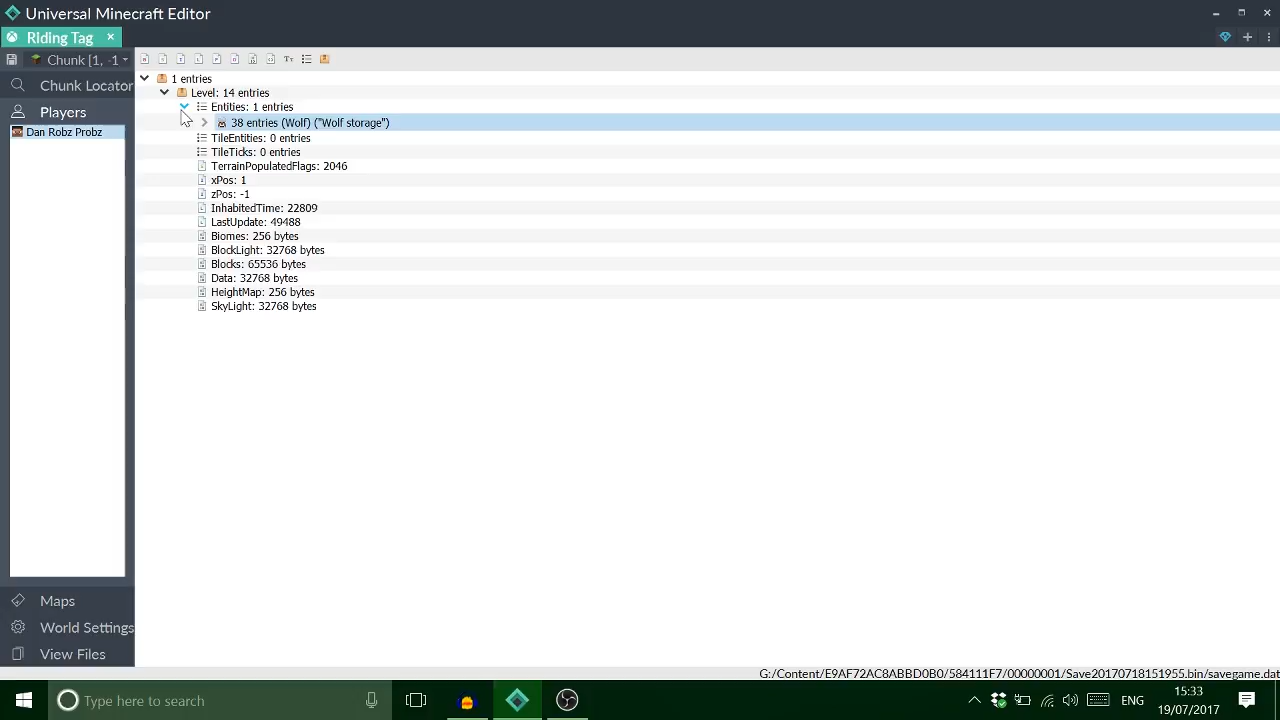 Universal Minecraft Editor
Riding Tag
Chunk [1, -1
Chunk Locator
Players
Dan Robz Probz
Maps
World Settings
View Files
1 entries
Level: 14 entries
Entities: 1 entries
38 entries (Wolf) ("Wolf storage")
TileEntities: 0 entries
TileTicks: 0 entries
TerrainPopulatedFlags: 2046
xPos: 1
zPos: -1
InhabitedTime: 22809
LastUpdate: 49488
Biomes: 256 bytes
BlockLight: 32768 bytes
Blocks: 65536 bytes
Data: 32768 bytes
HeightMap: 256 bytes
SkyLight: 32768 bytes
G:/Content/E9AF72AC8ABBD0B0/584111F7/00000001/Save20170718151955.bin/savegame.dat
Type here to search
ENG
15:33
19/07/2017